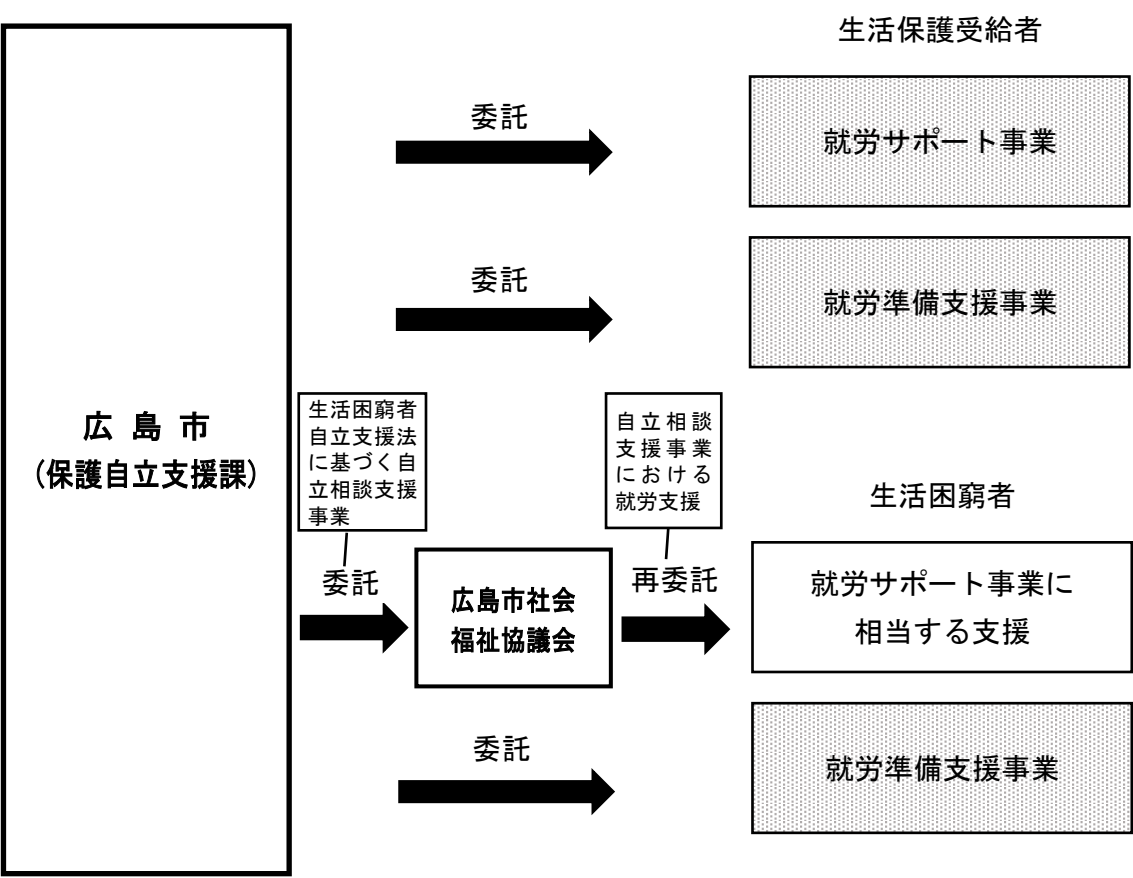 生活保護受給者
委託
就労サポート事業
委託
就労準備支援事業
広島市
(保護自立支援課)
生活困窮者
自立支援法
に基づく自
立相談支援
事業
委託
広島市社会
福祉協議会
自立相談
支援事業
における
就労支援
再委託
生活困窮者
就労サポート事業に
相当する支援
委託
就労準備支援事業